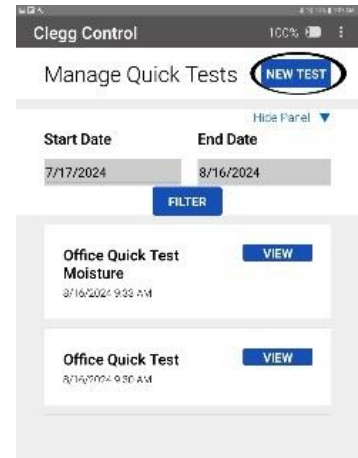 Clegg Control 100%
Manage Quick Tests NEW TEST
Hide Panel ▼
Start Date End Date
7/17/2024 8/16/2024
FILTER
Office Quick Test VIEW
Moisture
8/16/2024 9:33 AM
Office Quick Test VIEW
8/16/2024 9:30 AM